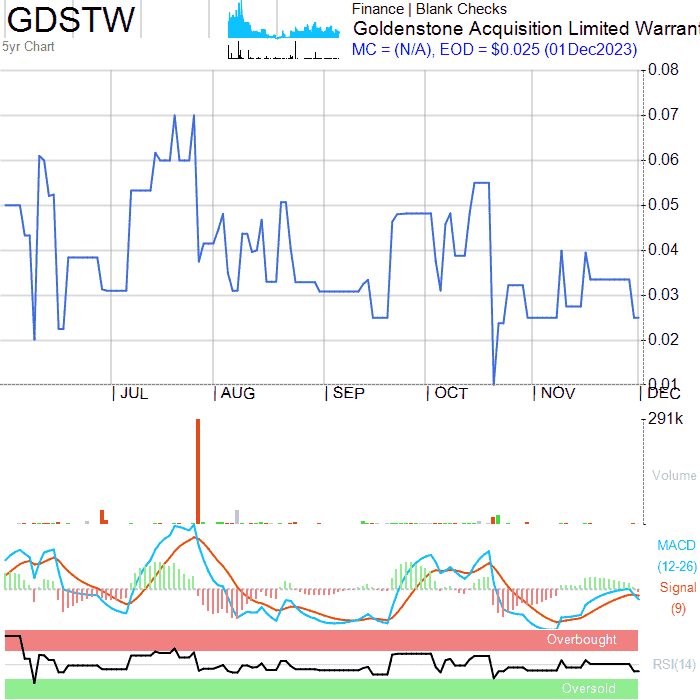 GDSTW
5yr Chart
Finance | Blank Checks
Goldenstone Acquisition Limited Warrant
MC = (N/A), EOD = $0.025 (01Dec2023)
0.08
0.07
0.06
0.05
0.04
0.03
0.02
0.01
JUL AUG SEP OCT NOV DEC
291k
Volume
MACD
(12-26)
Signal
(9)
Overbought
RSI(14)
Oversold